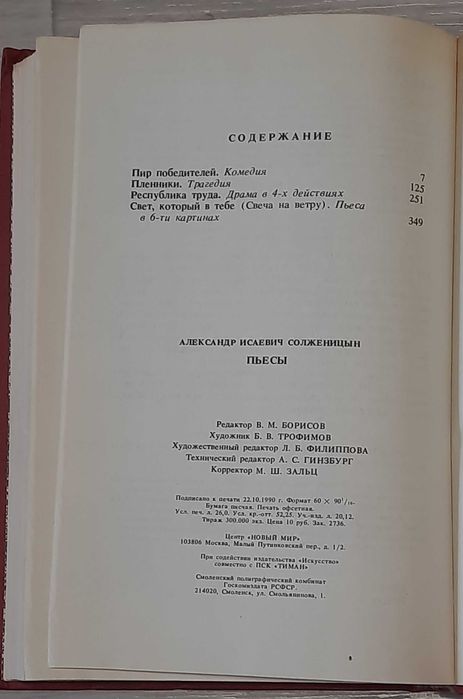 СОДЕРЖАНИЕ
Пир победителей. Комедия 7
Пленники. Трагедия 125
Республика труда. Драма в 4-х действиях 251
Свет, который в тебе (Свеча на ветру). Пьеса
в 6-ти картинах 349
АЛЕКСАНДР ИСАЕВИЧ СОЛЖЕНИЦЫН
ПЬЕСЫ
Редактор В. М. БОРИСОВ
Художник Б. В. ТРОФИМОВ
Художественный редактор Л. Б. ФИЛИППОВА
Технический редактор А. С. ГИНЗБУРГ
Корректор М. Ш. ЗАЛЬЦ
Подписано к печати 22.10.1990 г. Формат 60 × 90¹/₁₆.
Бумага писчая. Печать офсетная.
Усл. печ. л. 26,0. Усл. кр.-отт. 52,25. Уч.-изд. л. 20,12.
Тираж 300.000 экз. Цена 10 руб. Зак. 2736.
Центр «НОВЫЙ МИР»
103806 Москва, Малый Путинковский пер., д. 1/2.
При содействии издательства «Искусство»
совместно с ПСК «ТИМАН»
Смоленский полиграфический комбинат
Госкомиздата РСФСР.
214020, Смоленск, ул. Смольянинова, 1.